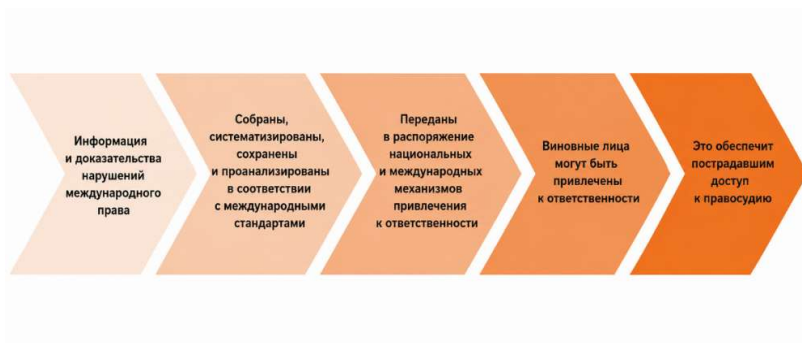 Информация
и доказательства
нарушений
международного
права
Собраны,
систематизированы,
сохранены
и проанализированы
в соответствии
с международными
стандартами
Переданы
в распоряжение
национальных
и международных
механизмов
привлечения
к ответственности
Виновные лица
могут быть
привлечены
к ответственности
Это обеспечит
пострадавшим
доступ
к правосудию